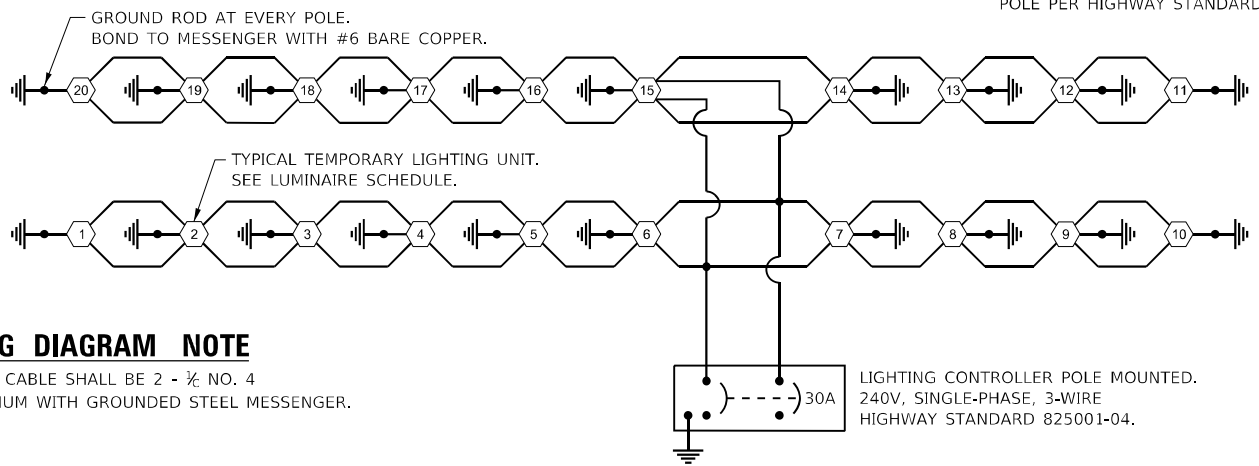 POLE PER HIGHWAY STANDARD
GROUND ROD AT EVERY POLE.
BOND TO MESSENGER WITH #6 BARE COPPER.
20 19 18 17 16 15 14 13 12 11
TYPICAL TEMPORARY LIGHTING UNIT.
SEE LUMINAIRE SCHEDULE.
1 2 3 4 5 6 7 8 9 10
G DIAGRAM NOTE
CABLE SHALL BE 2 - 1/C NO. 4
UM WITH GROUNDED STEEL MESSENGER.
30A
LIGHTING CONTROLLER POLE MOUNTED.
240V, SINGLE-PHASE, 3-WIRE
HIGHWAY STANDARD 825001-04.